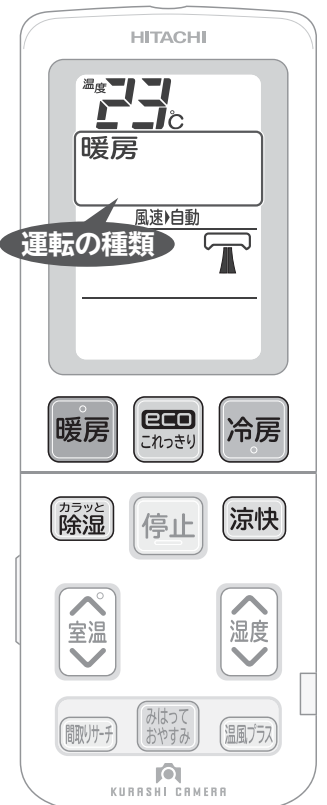 HITACHI
温度23℃
暖房
風速▶自動
運転の種類
暖房
eco
これっきり
冷房
カラッと
除湿
停止
涼快
室温
湿度
間取りサーチ
みはって
おやすみ
温風プラス
KURASHI CAMERA